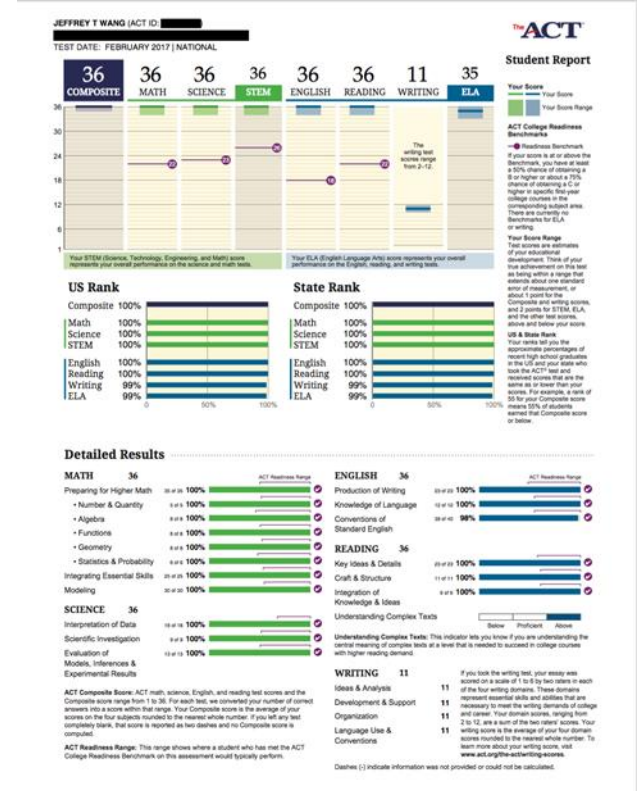 JEFFREY T WANG (ACT ID:
)
TEST DATE: FEBRUARY 2017 | NATIONAL
The ACT
Student Report
36 36 36 36 36 36 11 35
COMPOSITE MATH SCIENCE STEM ENGLISH READING WRITING ELA
36
30
24
18
12
6
1
22
23
26
18
22
The
writing test
scores range
from 2–12.
Your STEM (Science, Technology, Engineering, and Math) score
represents your overall performance on the science and math tests.
Your ELA (English Language Arts) score represents your overall
performance on the English, reading, and writing tests.
Your Score
Your Score
Your Score Range
ACT College Readiness
Benchmarks
Readiness Benchmark
If your score is at or above the
Benchmark, you have at least
a 50% chance of obtaining a
B or higher or about a 75%
chance of obtaining a C or
higher in specific first-year
college courses in the
corresponding subject area.
There are currently no
Benchmarks for ELA
or writing.
Your Score Range
Test scores are estimates
of your educational
development. Think of your
true achievement on this test
as being within a range that
extends about one standard
error of measurement, or
about 1 point for the
Composite and writing scores,
and 2 points for STEM, ELA,
and the other test scores,
above and below your score.
US & State Rank
Your ranks tell you the
approximate percentages of
recent high school graduates
in the US and your state who
took the ACT® test and
received scores that are the
same as or lower than your
scores. For example, a rank of
55 for your Composite score
means 55% of students
earned that Composite score
or below.
US Rank
Composite 100%
Math 100%
Science 100%
STEM 100%
English 100%
Reading 100%
Writing 99%
ELA 99%
0 50% 100%
State Rank
Composite 100%
Math 100%
Science 100%
STEM 100%
English 100%
Reading 100%
Writing 99%
ELA 99%
0 50% 100%
Detailed Results
MATH 36
ACT Readiness Range
Preparing for Higher Math 100%
• Number & Quantity 100%
• Algebra 100%
• Functions 100%
• Geometry 100%
• Statistics & Probability 100%
Integrating Essential Skills 100%
Modeling 100%
SCIENCE 36
Interpretation of Data 100%
Scientific Investigation 100%
Evaluation of 100%
Models, Inferences &
Experimental Results
ACT Composite Score: ACT math, science, English, and reading test scores and the
Composite score range from 1 to 36. For each test, we converted your number of correct
answers into a score within that range. Your Composite score is the average of your
scores on the four subjects rounded to the nearest whole number. If you left any test
completely blank, that score is reported as two dashes and no Composite score is
computed.
ACT Readiness Range: This range shows where a student who has met the ACT
College Readiness Benchmark on this assessment would typically perform.
ENGLISH 36
ACT Readiness Range
Production of Writing 100%
Knowledge of Language 100%
Conventions of 98%
Standard English
READING 36
Key Ideas & Details 100%
Craft & Structure 100%
Integration of 100%
Knowledge & Ideas
Understanding Complex Texts
Below Proficient Above
Understanding Complex Texts: This indicator lets you know if you are understanding the
central meaning of complex texts at a level that is needed to succeed in college courses
with higher reading demand.
WRITING 11
Ideas & Analysis 11
Development & Support 11
Organization 11
Language Use & 11
Conventions
If you took the writing test, your essay was
scored on a scale of 1 to 6 by two raters in each
of the four writing domains. These domains
represent essential skills and abilities that are
necessary to meet the writing demands of college
and career. Your domain scores, ranging from
2 to 12, are a sum of the two raters' scores. Your
writing score is the average of your four domain
scores rounded to the nearest whole number. To
learn more about your writing score, visit
www.act.org/the-act/writing-scores.
Dashes (-) indicate information was not provided or could not be calculated.